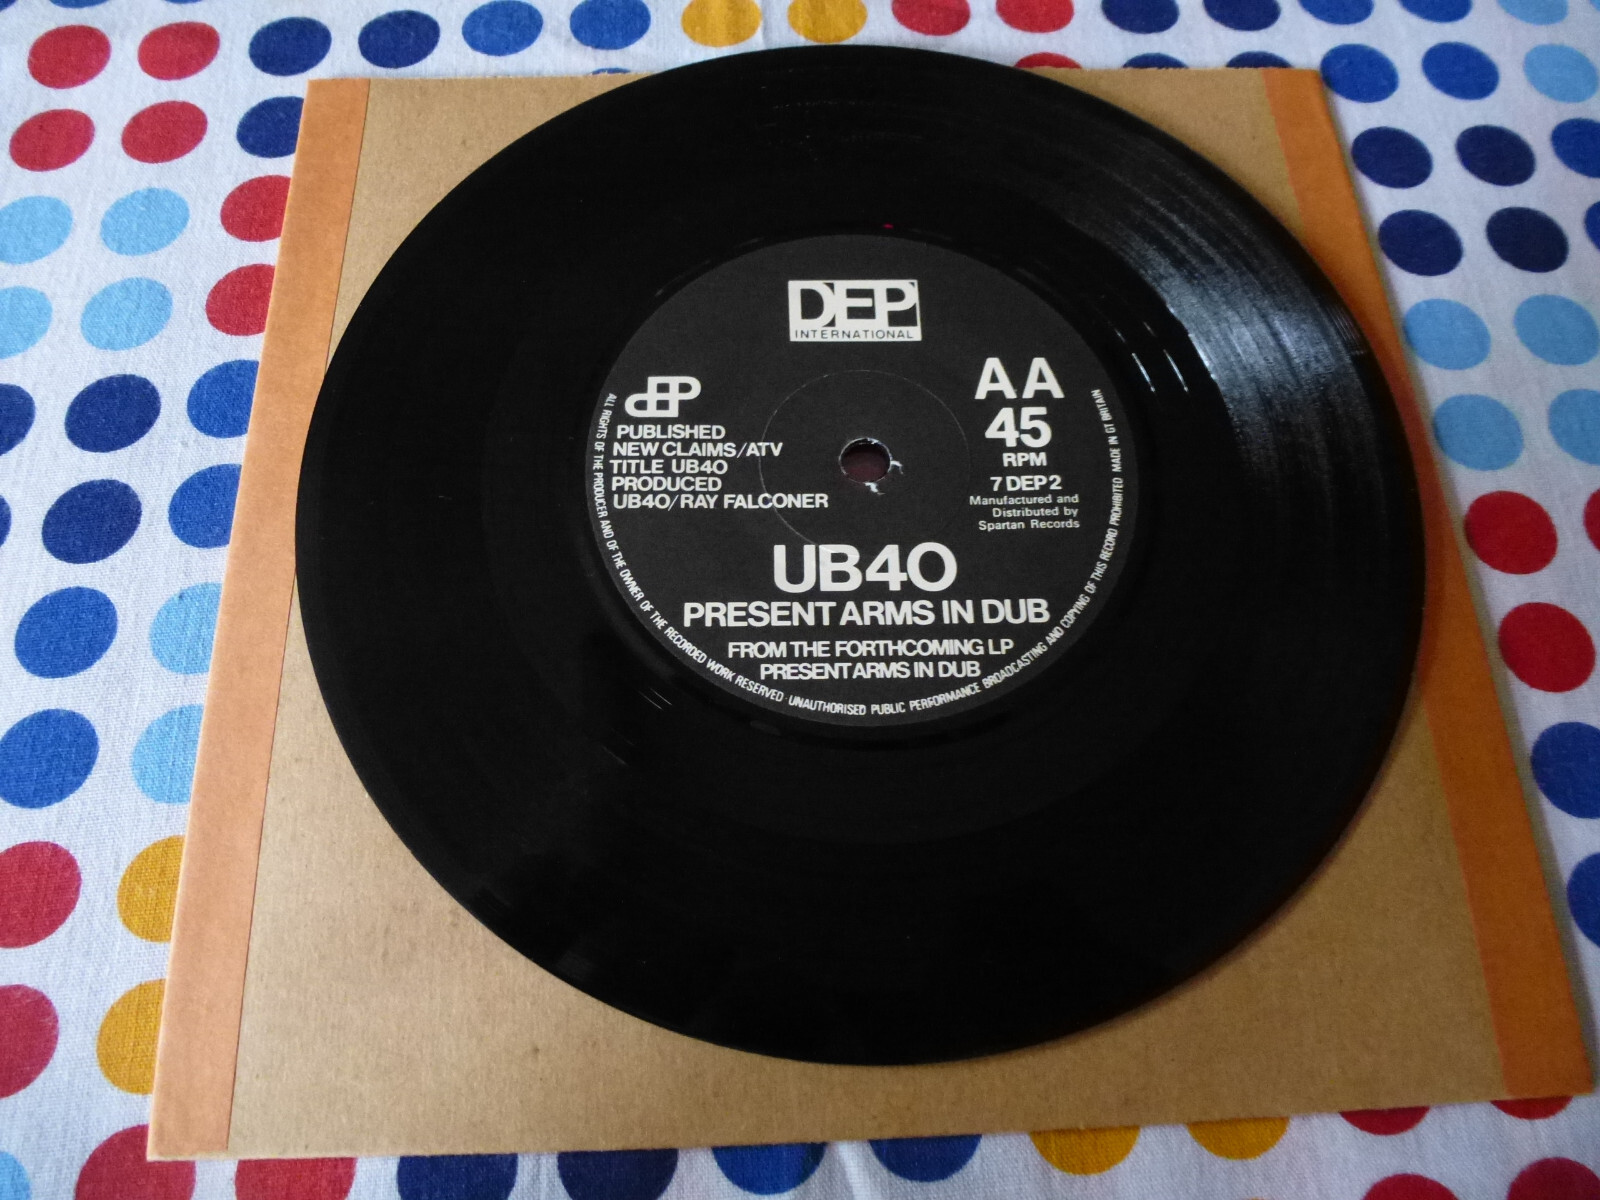 DEP
INTERNATIONAL
DEP
PUBLISHED
NEW CLAIMS/ATV
TITLE UB40
PRODUCED
UB40/RAY FALCONER
AA
45
RPM
7 DEP 2
Manufactured and
Distributed by
Spartan Records
UB40
PRESENT ARMS IN DUB
FROM THE FORTHCOMING LP
PRESENT ARMS IN DUB
ALL RIGHTS OF THE PRODUCER AND OF THE OWNER OF THE RECORDED WORK RESERVED · UNAUTHORISED PUBLIC PERFORMANCE BROADCASTING AND COPYING OF THIS RECORD PROHIBITED MADE IN GT BRITAIN